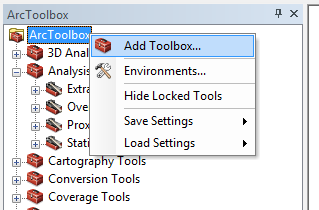 ArcToolbox
ArcToolbox
Add Toolbox...
3D Anal
Environments...
Analysis
Hide Locked Tools
Extra
Save Settings
Ove
Load Settings
Prox
Stati
Cartography Tools
Conversion Tools
Coverage Tools